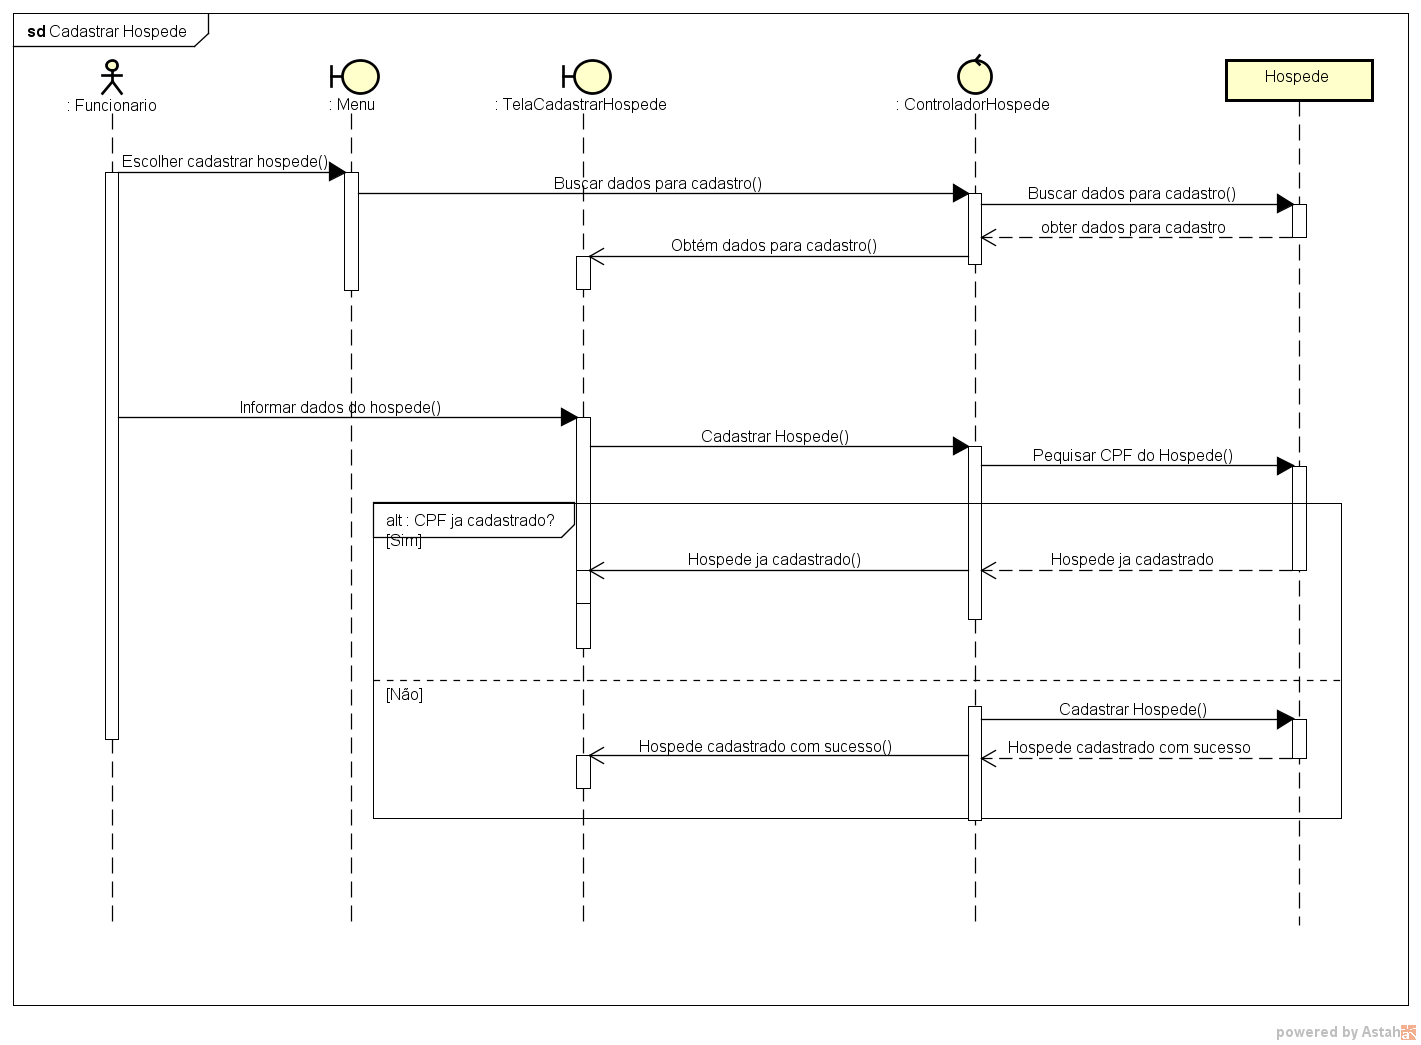 sd Cadastrar Hospede
: Funcionario
: Menu
: TelaCadastrarHospede
: ControladorHospede
Hospede
Escolher cadastrar hospede()
Buscar dados para cadastro()
Buscar dados para cadastro()
obter dados para cadastro
Obtém dados para cadastro()
Informar dados do hospede()
Cadastrar Hospede()
Pequisar CPF do Hospede()
alt : CPF ja cadastrado?
[Sim]
Hospede ja cadastrado()
Hospede ja cadastrado
[Não]
Cadastrar Hospede()
Hospede cadastrado com sucesso()
Hospede cadastrado com sucesso
powered by Astah